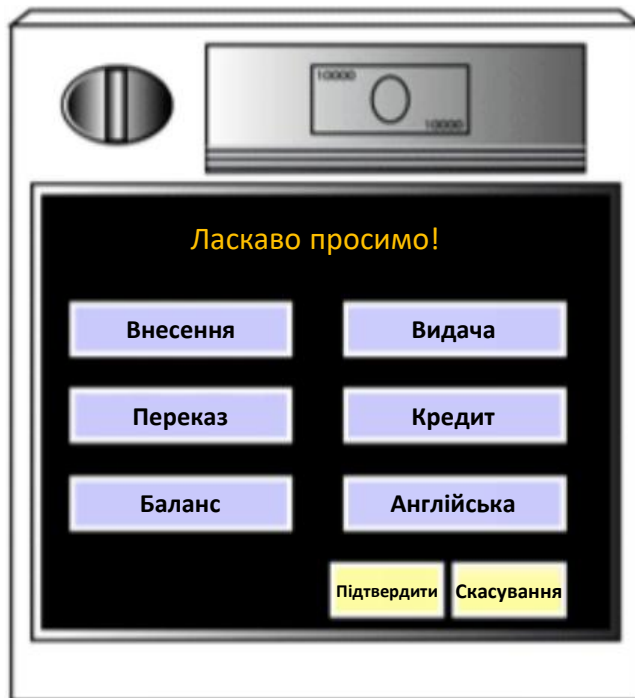 10000
10000
Ласкаво просимо!
Внесення
Видача
Переказ
Кредит
Баланс
Англійська
Підтвердити
Скасування